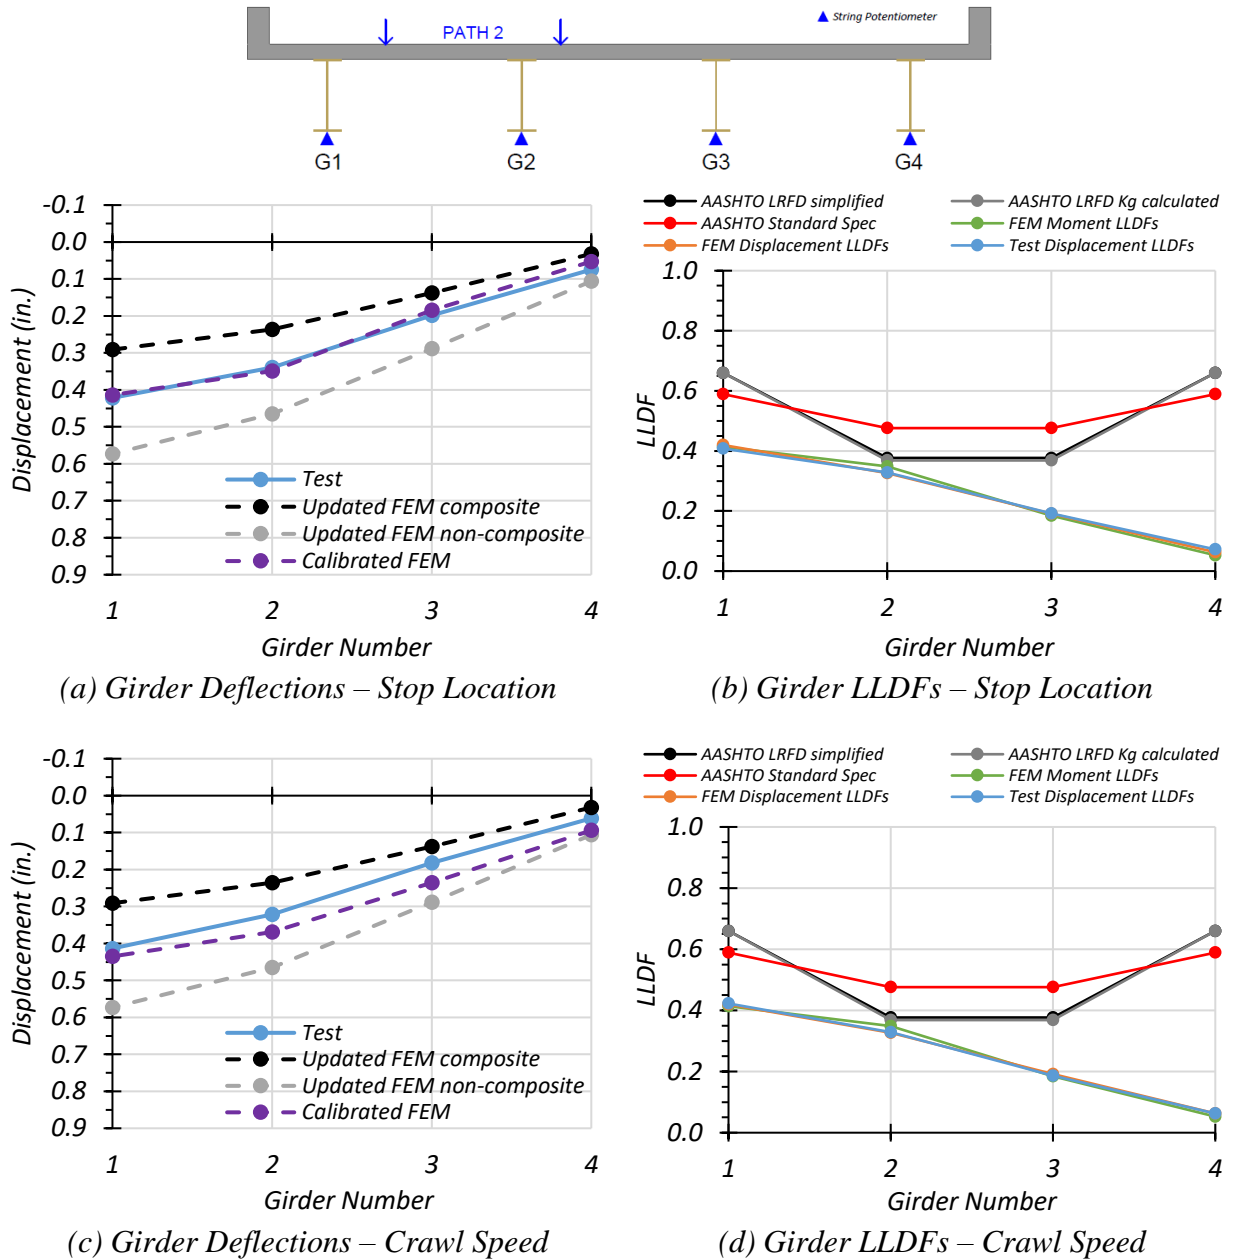 String Potentiometer
PATH 2
G1 G2 G3 G4
-0.1
0.0
0.1
0.2
0.3
0.4
0.5
0.6
0.7
0.8
0.9
Displacement (in.)
Test
Updated FEM composite
Updated FEM non-composite
Calibrated FEM
1 2 3 4
Girder Number
(a) Girder Deflections – Stop Location
AASHTO LRFD simplified AASHTO LRFD Kg calculated
AASHTO Standard Spec FEM Moment LLDFs
FEM Displacement LLDFs Test Displacement LLDFs
1.0
0.8
0.6
0.4
0.2
0.0
LLDF
1 2 3 4
Girder Number
(b) Girder LLDFs – Stop Location
-0.1
0.0
0.1
0.2
0.3
0.4
0.5
0.6
0.7
0.8
0.9
Displacement (in.)
Test
Updated FEM composite
Updated FEM non-composite
Calibrated FEM
1 2 3 4
Girder Number
(c) Girder Deflections – Crawl Speed
AASHTO LRFD simplified AASHTO LRFD Kg calculated
AASHTO Standard Spec FEM Moment LLDFs
FEM Displacement LLDFs Test Displacement LLDFs
1.0
0.8
0.6
0.4
0.2
0.0
LLDF
1 2 3 4
Girder Number
(d) Girder LLDFs – Crawl Speed